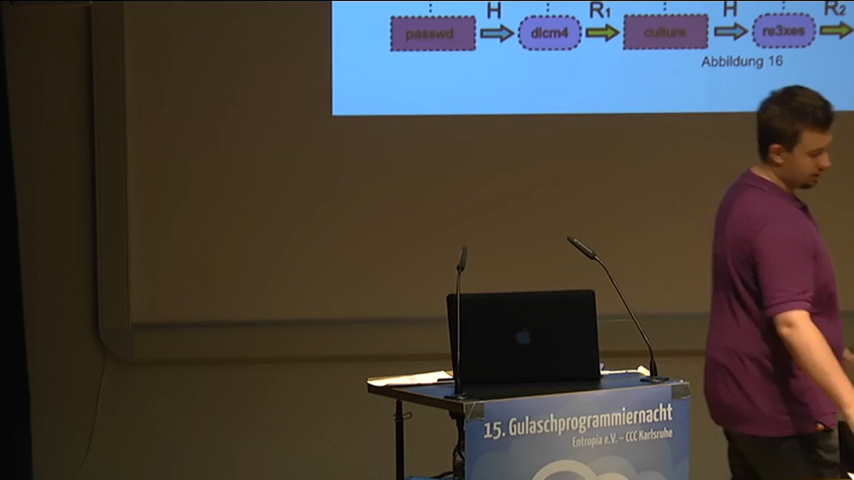 H R₁ H R₂
passwd dlcm4 culture re3xes
Abbildung 16
15. Gulaschprogrammiernacht
Entropia e.V. – CCC Karlsruhe